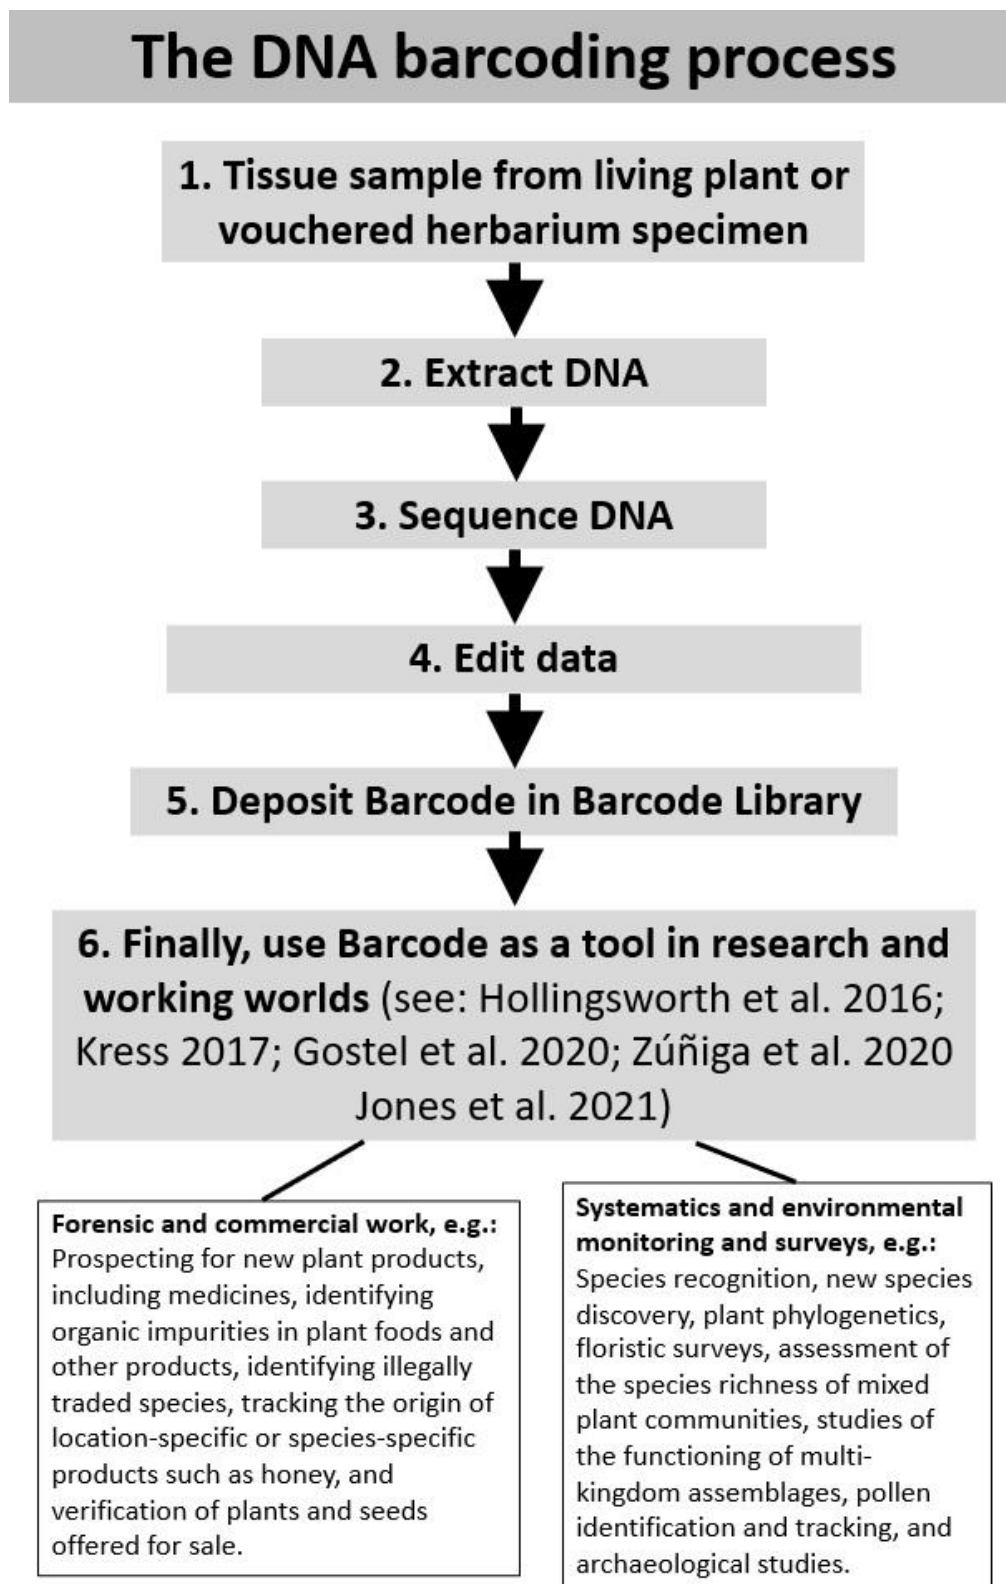 The DNA barcoding process
1. Tissue sample from living plant or
vouchered herbarium specimen
2. Extract DNA
3. Sequence DNA
4. Edit data
5. Deposit Barcode in Barcode Library
6. Finally, use Barcode as a tool in research and
working worlds (see: Hollingsworth et al. 2016;
Kress 2017; Gostel et al. 2020; Zúñiga et al. 2020
Jones et al. 2021)
Forensic and commercial work, e.g.:
Prospecting for new plant products,
including medicines, identifying
organic impurities in plant foods and
other products, identifying illegally
traded species, tracking the origin of
location-specific or species-specific
products such as honey, and
verification of plants and seeds
offered for sale.
Systematics and environmental
monitoring and surveys, e.g.:
Species recognition, new species
discovery, plant phylogenetics,
floristic surveys, assessment of
the species richness of mixed
plant communities, studies of
the functioning of multi-
kingdom assemblages, pollen
identification and tracking, and
archaeological studies.